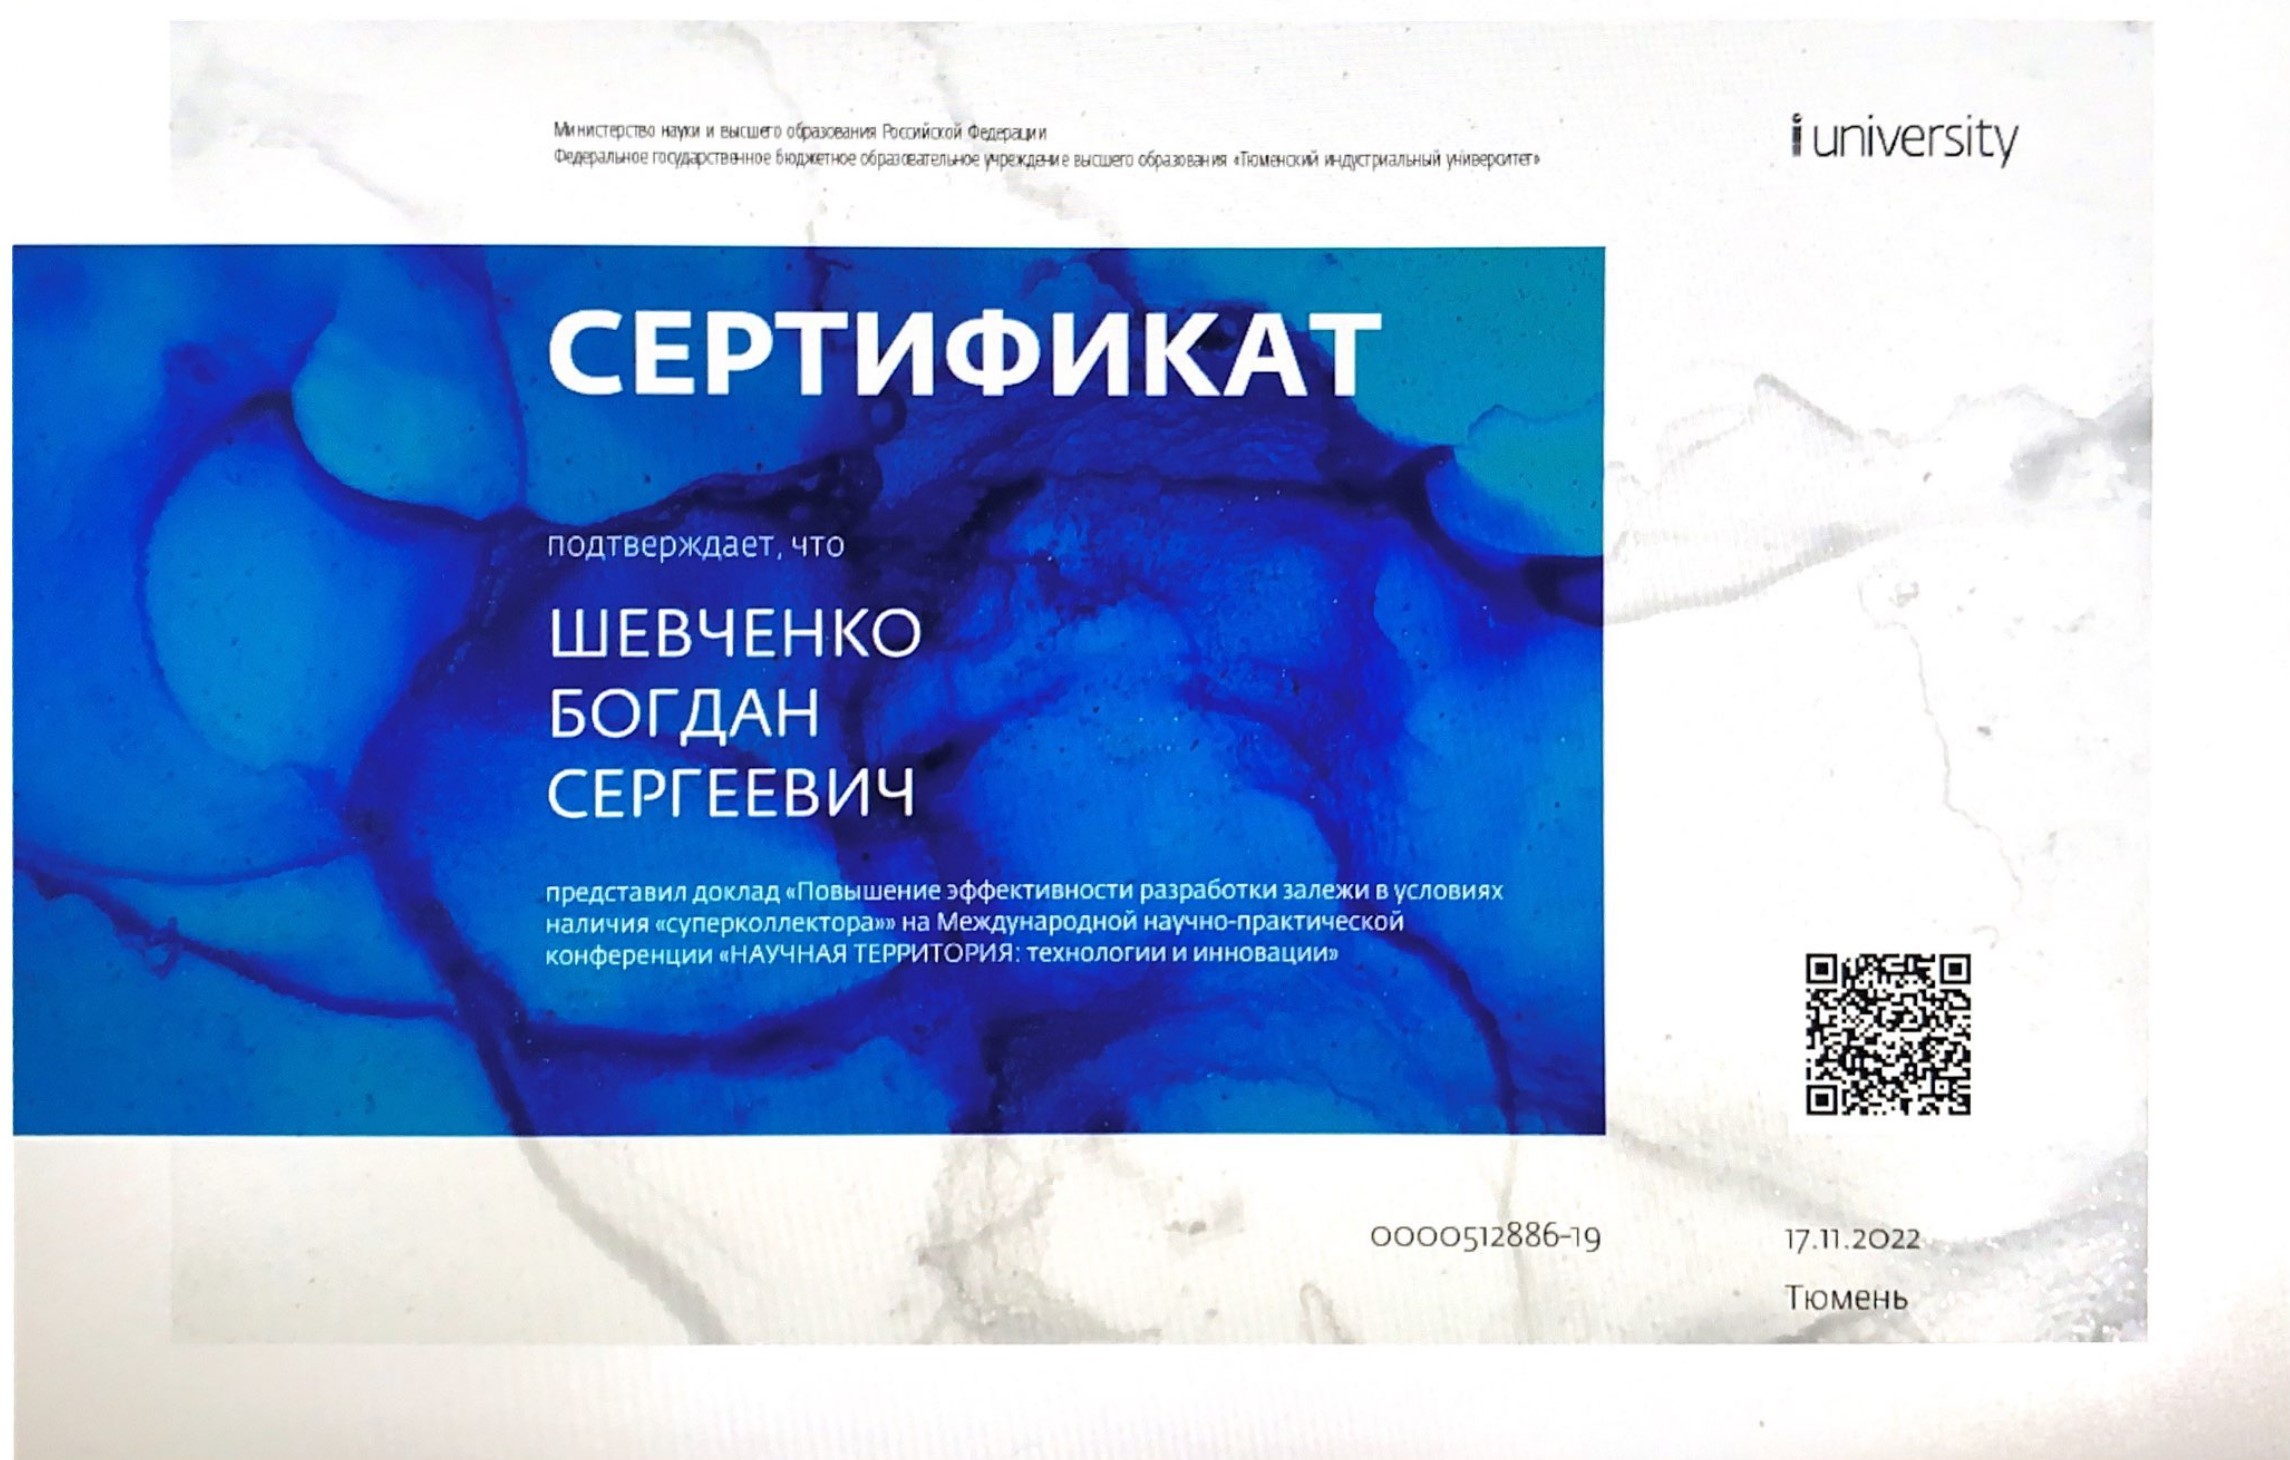 Министерство науки и высшего образования Российской Федерации
Федеральное государственное бюджетное образовательное учреждение высшего образования «Тюменский индустриальный университет»
i university
СЕРТИФИКАТ
подтверждает, что
ШЕВЧЕНКО
БОГДАН
СЕРГЕЕВИЧ
представил доклад «Повышение эффективности разработки залежи в условиях
наличия «суперколлектора»» на Международной научно-практической
конференции «НАУЧНАЯ ТЕРРИТОРИЯ: технологии и инновации»
0000512886-19
17.11.2022
Тюмень